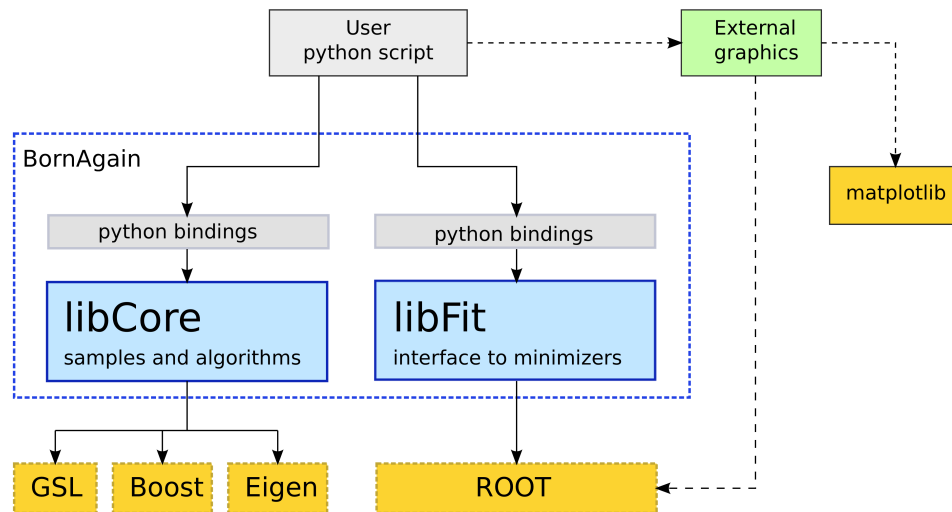 User
python script
External
graphics
BornAgain
matplotlib
python bindings
python bindings
libCore
samples and algorithms
libFit
interface to minimizers
GSL
Boost
Eigen
ROOT